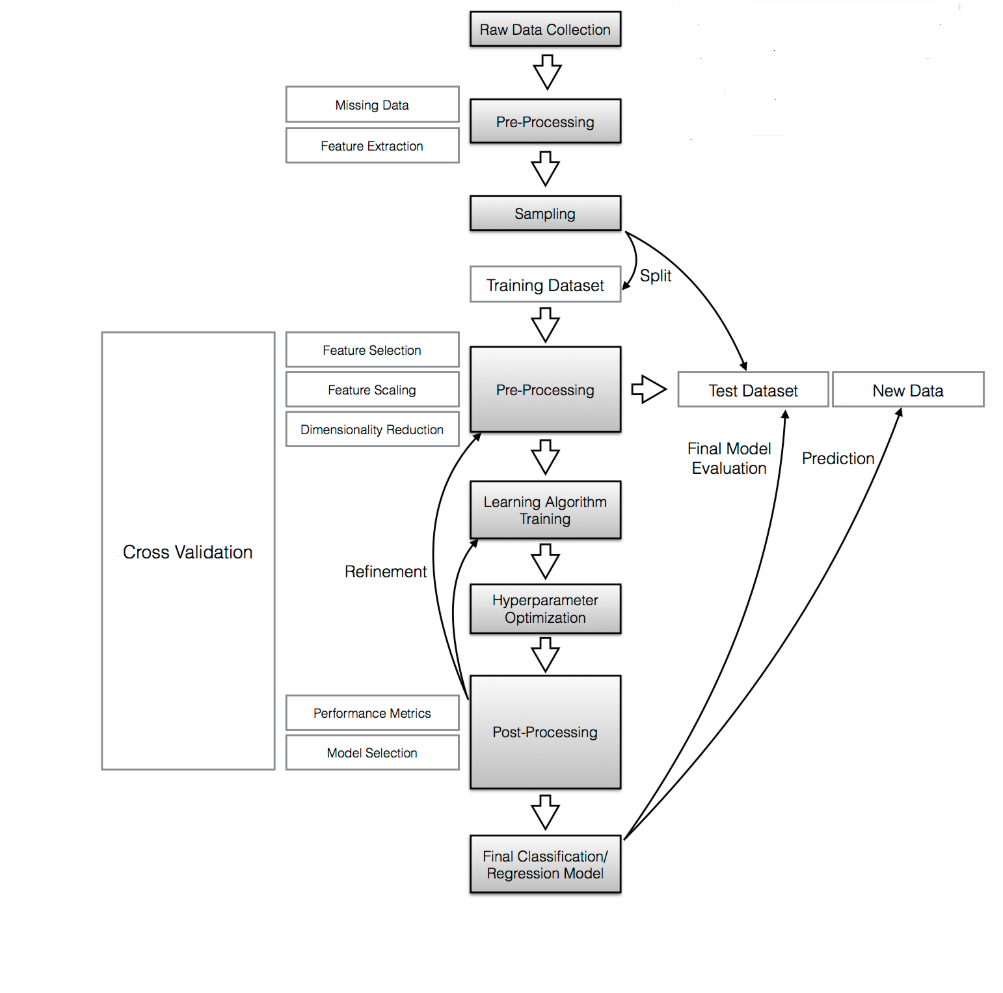 Raw Data Collection
Missing Data
Pre-Processing
Feature Extraction
Sampling
Split
Training Dataset
Feature Selection
Feature Scaling
Pre-Processing
Dimensionality Reduction
Test Dataset
New Data
Final Model
Evaluation
Prediction
Learning Algorithm
Training
Cross Validation
Refinement
Hyperparameter
Optimization
Performance Metrics
Post-Processing
Model Selection
Final Classification/
Regression Model